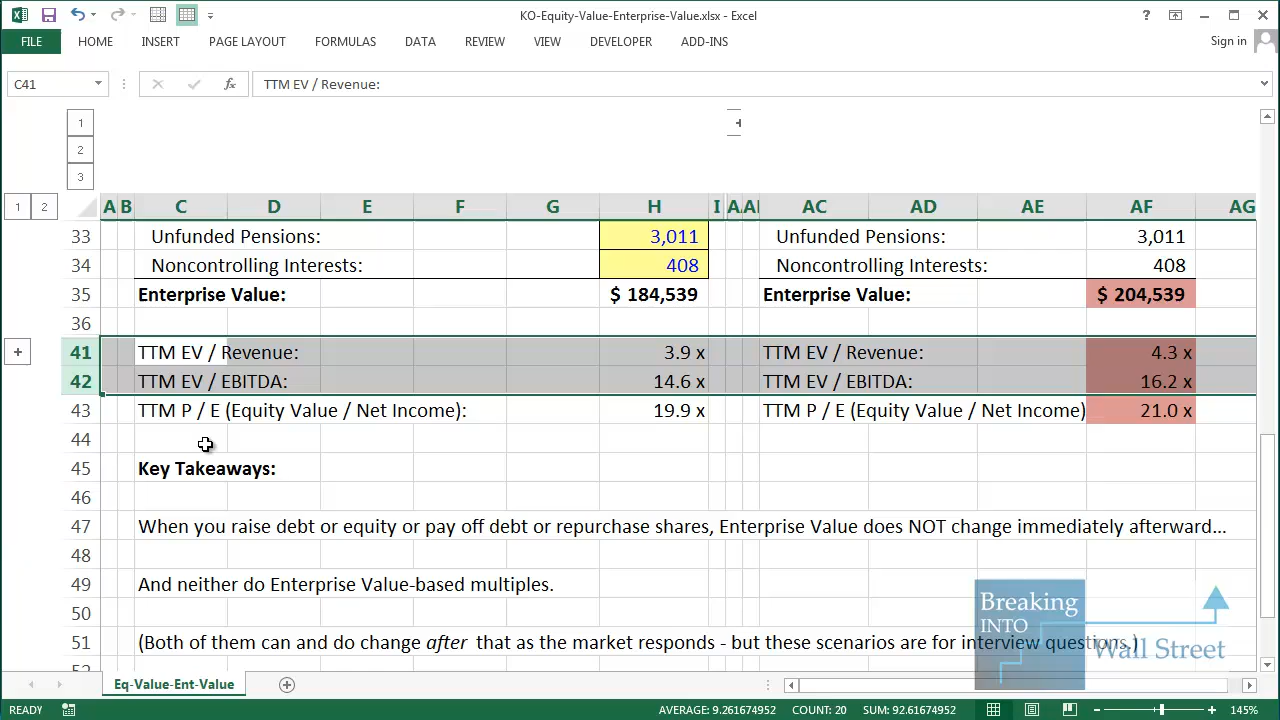 KO-Equity-Value-Enterprise-Value.xlsx - Excel
FILE HOME INSERT PAGE LAYOUT FORMULAS DATA REVIEW VIEW DEVELOPER ADD-INS Sign in
C41 fx TTM EV / Revenue:
1
2
3
1 2 A B C D E F G H I AC AD AE AF AG
33 Unfunded Pensions: 3,011 Unfunded Pensions: 3,011
34 Noncontrolling Interests: 408 Noncontrolling Interests: 408
35 Enterprise Value: $ 184,539 Enterprise Value: $ 204,539
36
41 TTM EV / Revenue: 3.9 x TTM EV / Revenue: 4.3 x
42 TTM EV / EBITDA: 14.6 x TTM EV / EBITDA: 16.2 x
43 TTM P / E (Equity Value / Net Income): 19.9 x TTM P / E (Equity Value / Net Income) 21.0 x
44
45 Key Takeaways:
46
47 When you raise debt or equity or pay off debt or repurchase shares, Enterprise Value does NOT change immediately afterward...
48
49 And neither do Enterprise Value-based multiples.
50
51 (Both of them can and do change after that as the market responds - but these scenarios are for interview questions.)
Breaking
INTO
Wall Street
Eq-Value-Ent-Value
READY AVERAGE: 9.261674952 COUNT: 20 SUM: 92.61674952 145%